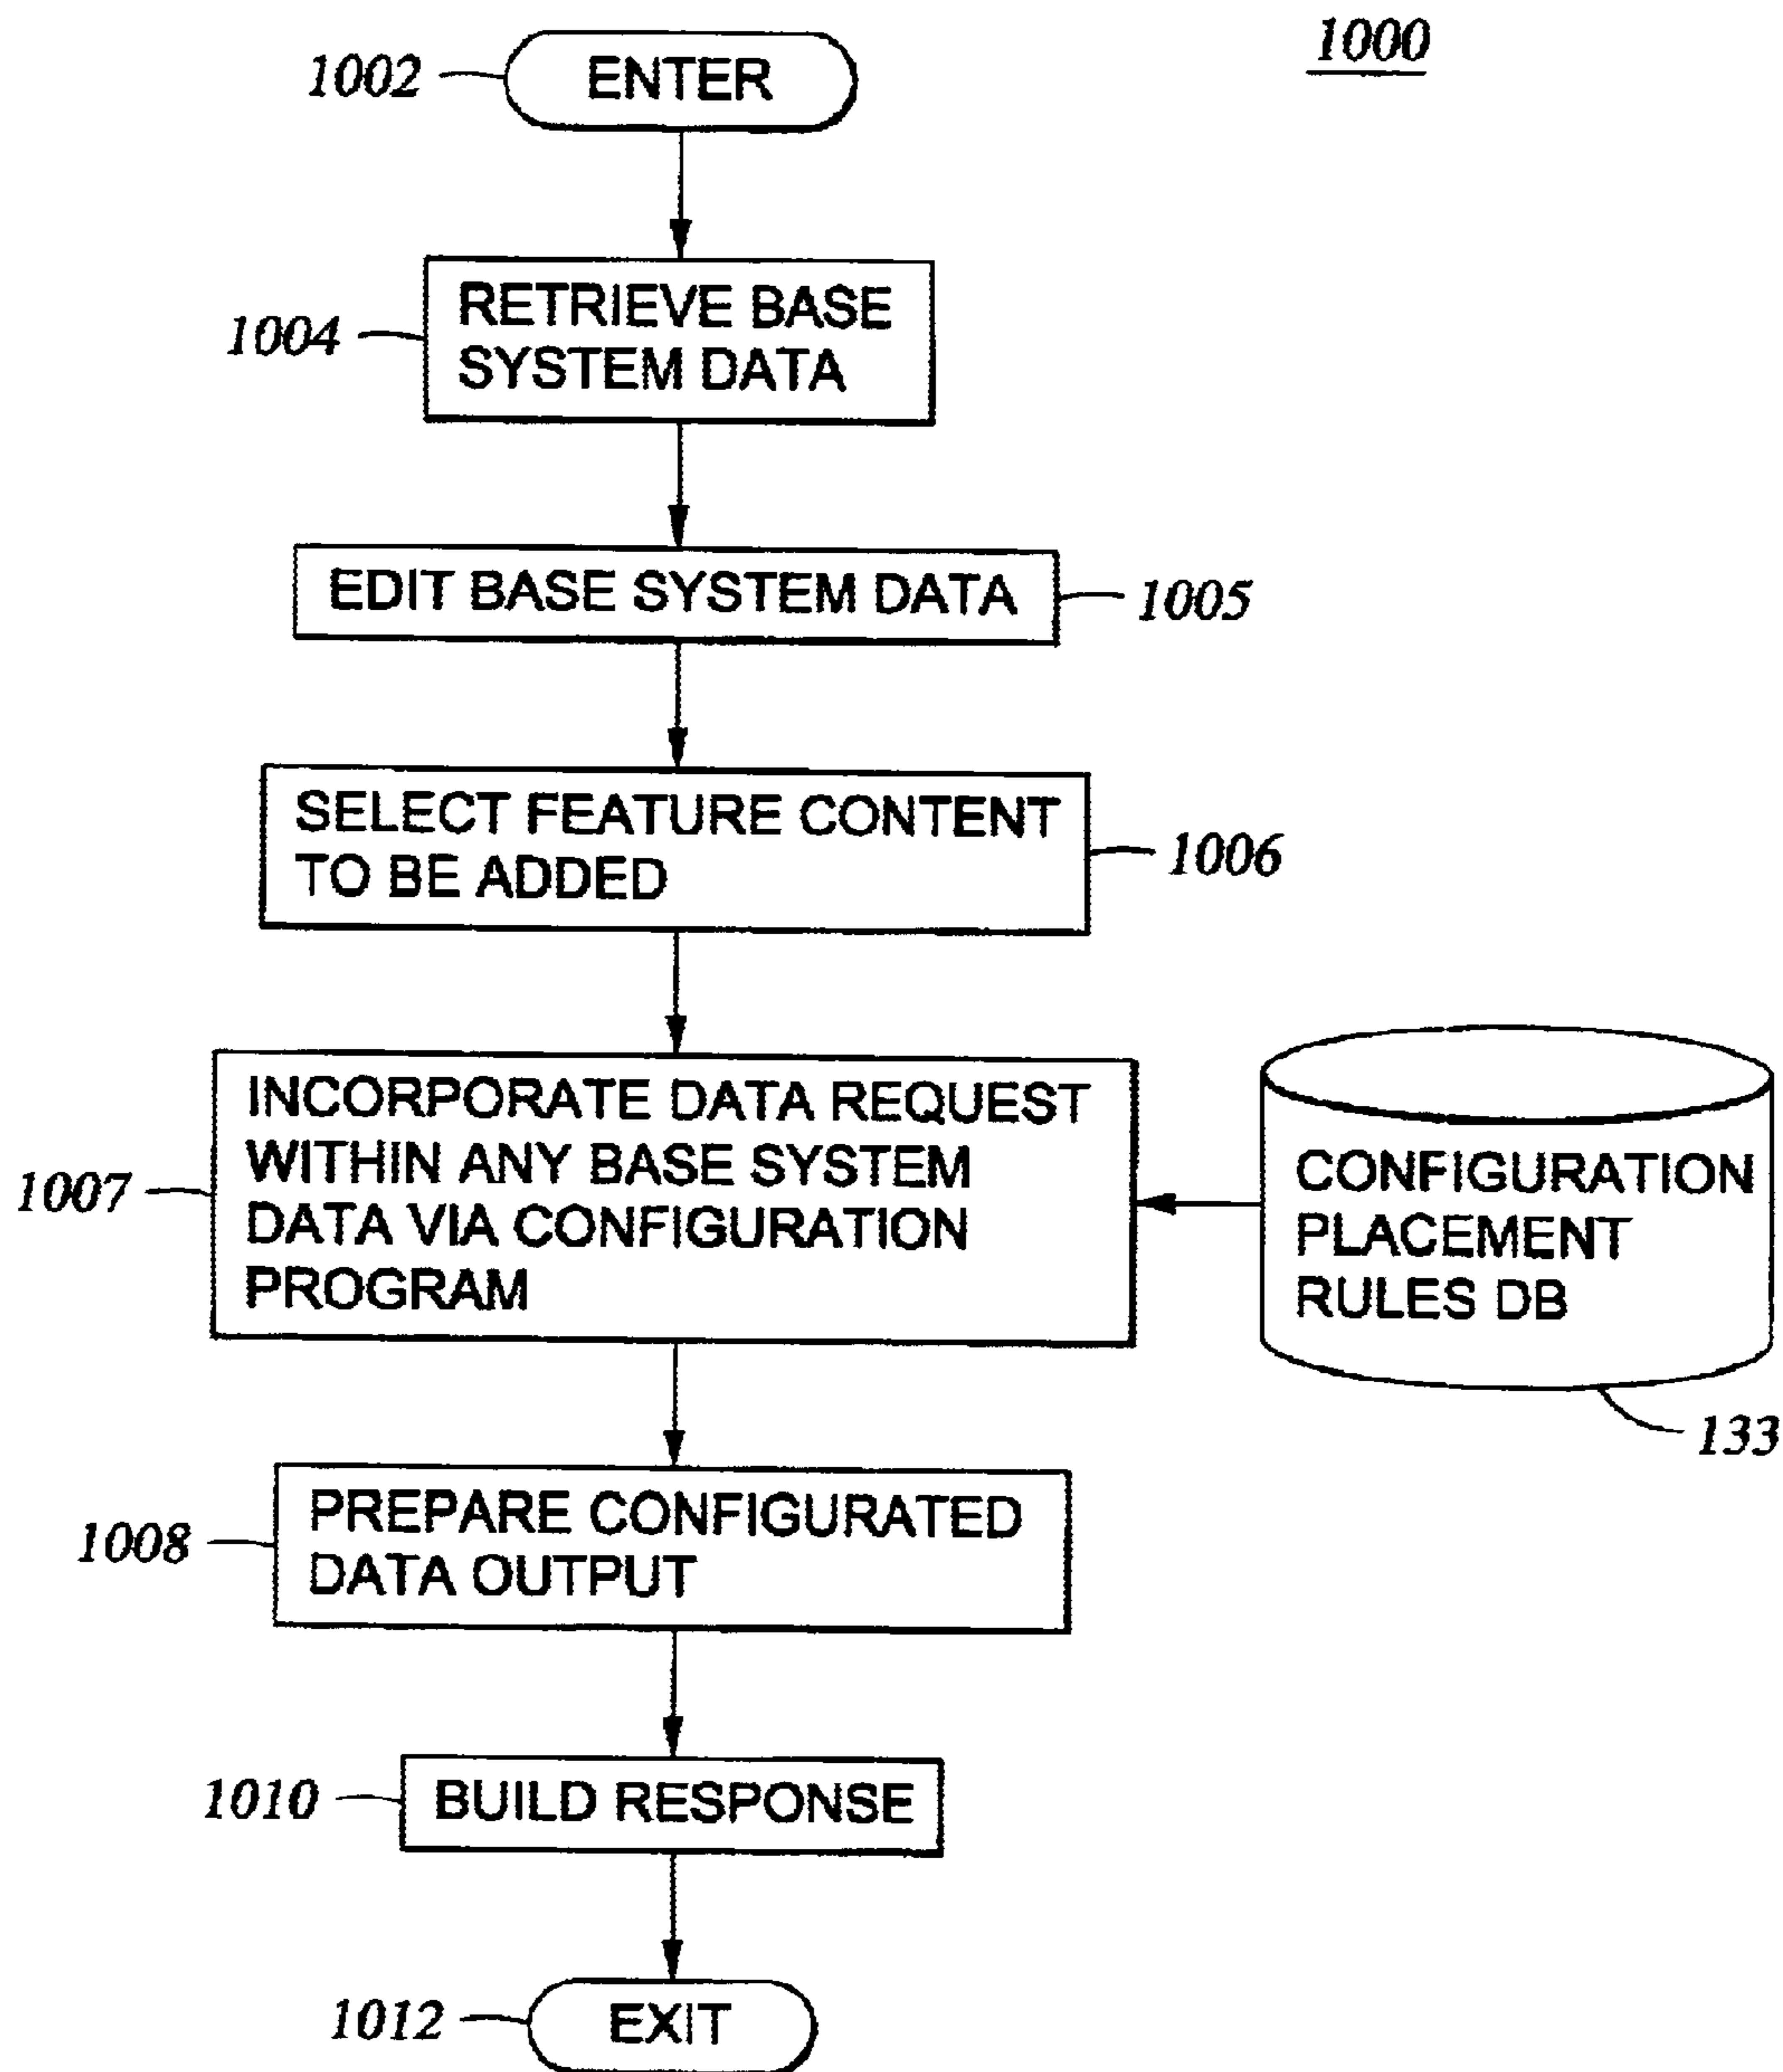 1000
1002
ENTER
1004
RETRIEVE BASE
SYSTEM DATA
EDIT BASE SYSTEM DATA
1005
SELECT FEATURE CONTENT
TO BE ADDED
1006
1007
INCORPORATE DATA REQUEST
WITHIN ANY BASE SYSTEM
DATA VIA CONFIGURATION
PROGRAM
CONFIGURATION
PLACEMENT
RULES DB
133
1008
PREPARE CONFIGURATED
DATA OUTPUT
1010
BUILD RESPONSE
1012
EXIT